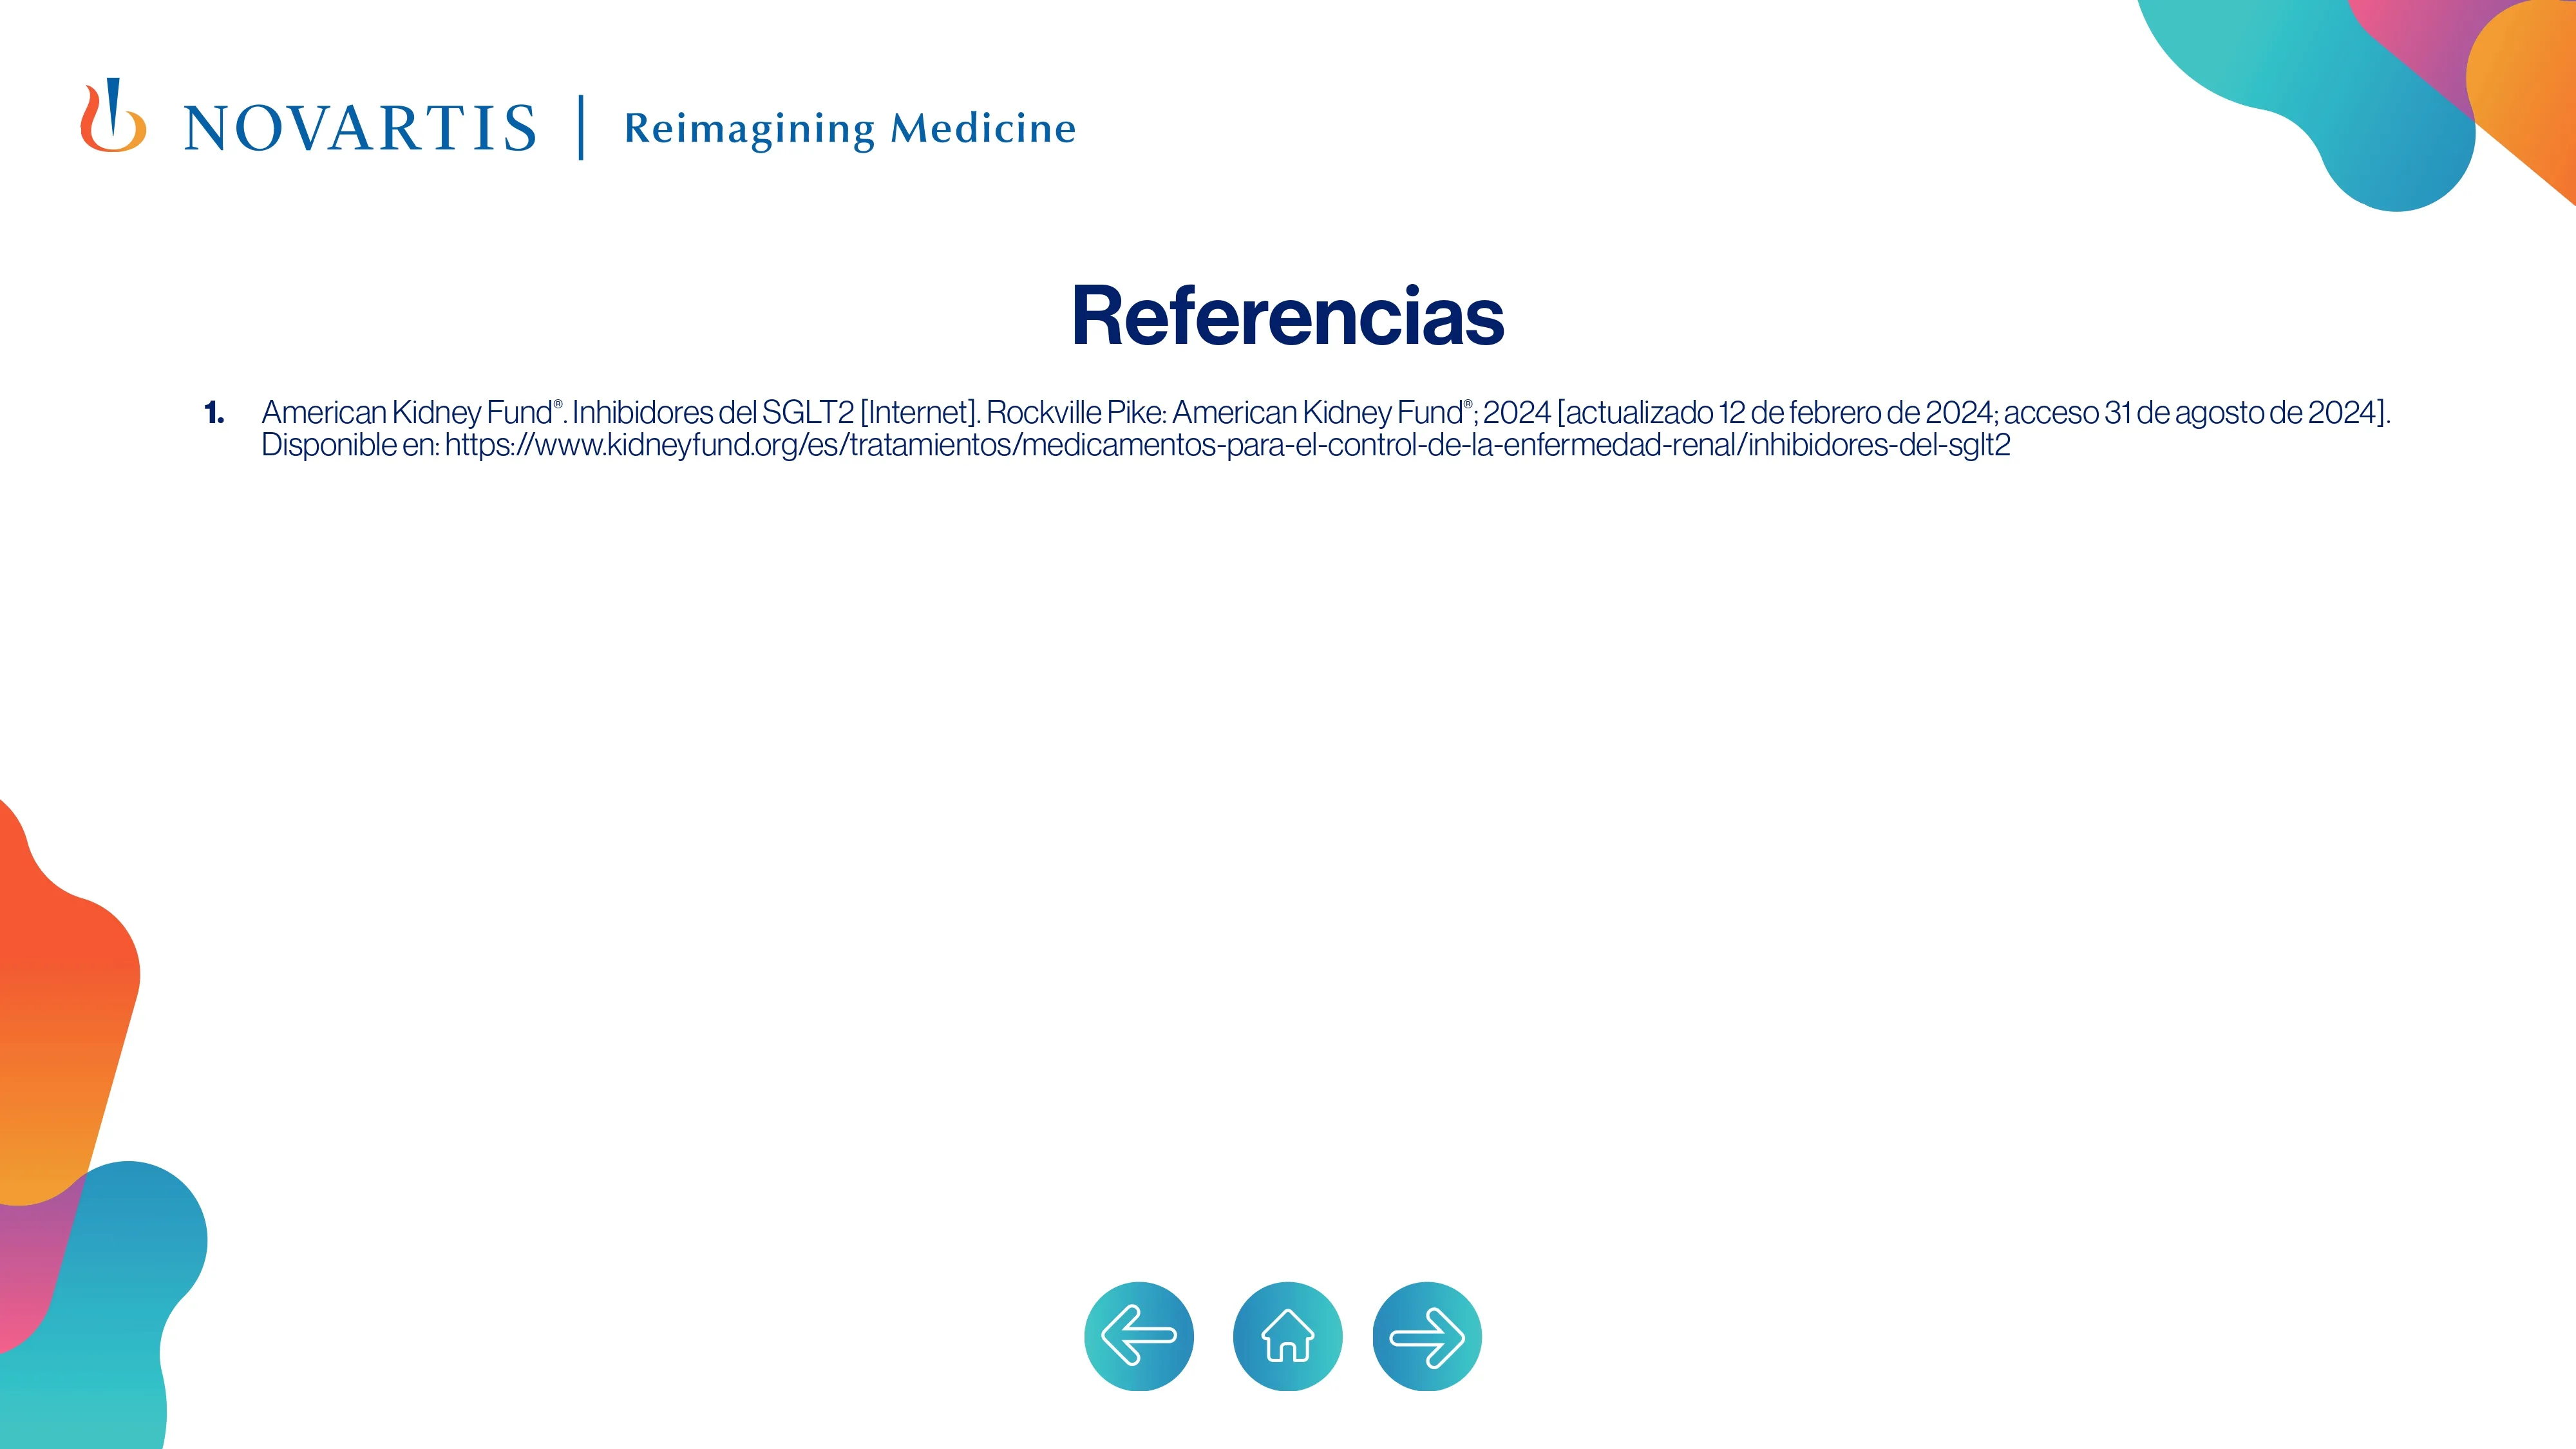 NOVARTIS | Reimagining Medicine
Referencias
1. American Kidney Fund®. Inhibidores del SGLT2 [Internet]. Rockville Pike: American Kidney Fund®; 2024 [actualizado 12 de febrero de 2024; acceso 31 de agosto de 2024].
Disponible en: https://www.kidneyfund.org/es/tratamientos/medicamentos-para-el-control-de-la-enfermedad-renal/inhibidores-del-sglt2